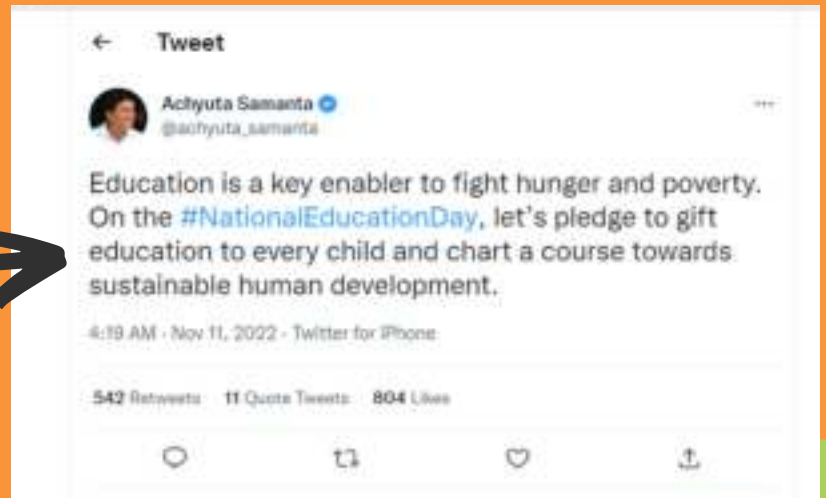 Tweet
Achyuta Samanta
@achyuta_samanta
Education is a key enabler to fight hunger and poverty.
On the #NationalEducationDay, let's pledge to gift
education to every child and chart a course towards
sustainable human development.
4:19 AM · Nov 11, 2022 · Twitter for iPhone
542 Retweets 11 Quote Tweets 804 Likes